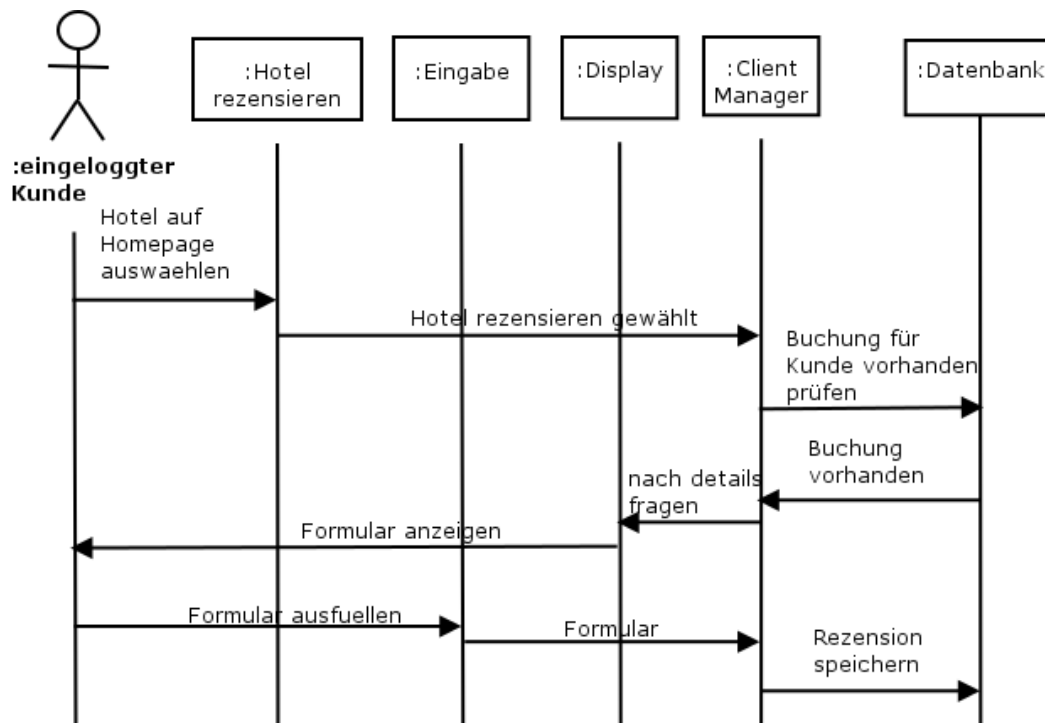 :Hotel
rezensieren
:Eingabe
:Display
:Client
Manager
:Datenbank
:eingeloggter
Kunde
Hotel auf
Homepage
auswaehlen
Hotel rezensieren gewählt
Buchung für
Kunde vorhanden
prüfen
Buchung
vorhanden
nach details
fragen
Formular anzeigen
Formular ausfuellen
Formular
Rezension
speichern